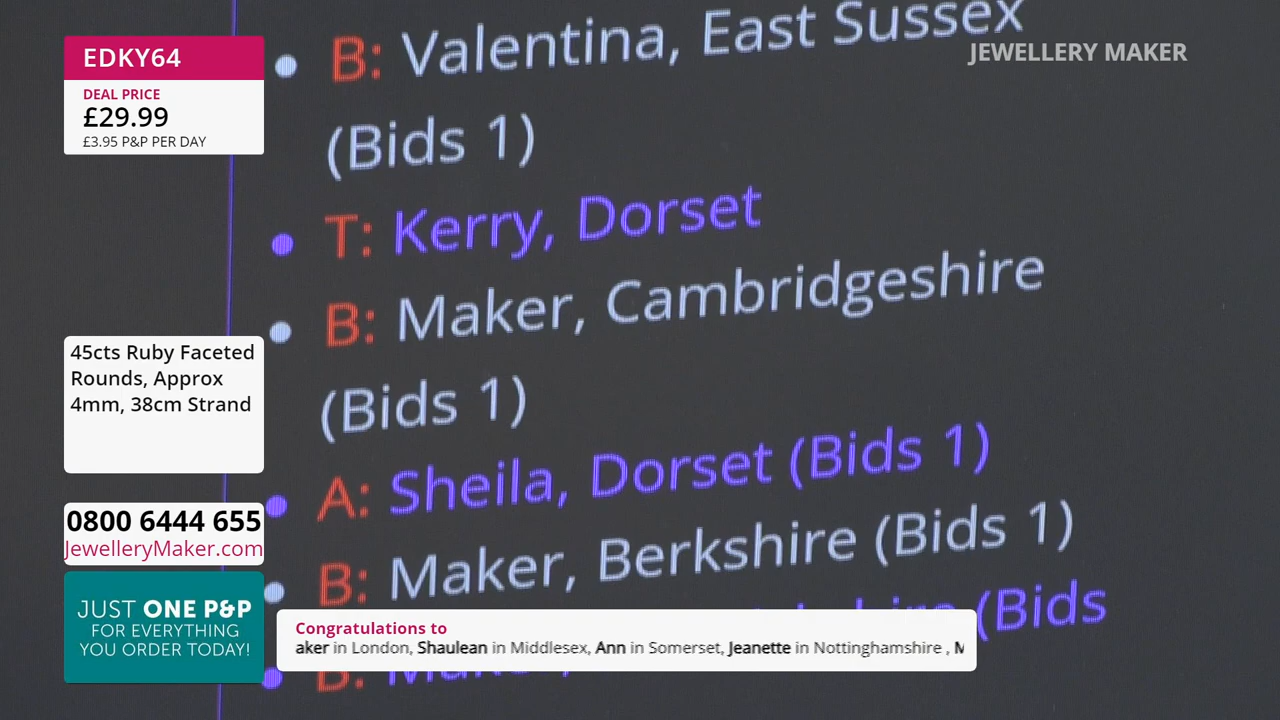 EDKY64
DEAL PRICE
£29.99
£3.95 P&P PER DAY
JEWELLERY MAKER
B: Valentina, East Sussex
(Bids 1)
T: Kerry, Dorset
B: Maker, Cambridgeshire
(Bids 1)
A: Sheila, Dorset (Bids 1)
B: Maker, Berkshire (Bids 1)
(Bids
45cts Ruby Faceted
Rounds, Approx
4mm, 38cm Strand
0800 6444 655
JewelleryMaker.com
JUST ONE P&P
FOR EVERYTHING
YOU ORDER TODAY!
Congratulations to
aker in London, Shaulean in Middlesex, Ann in Somerset, Jeanette in Nottinghamshire , M